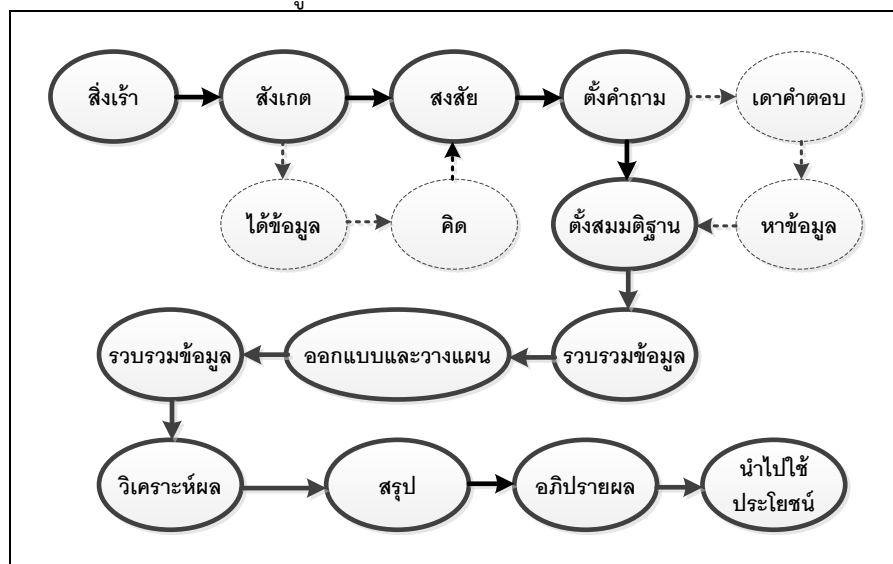 สิ่งเร้า
สังเกต
สงสัย
ตั้งคำถาม
เดาคำตอบ
ได้ข้อมูล
คิด
ตั้งสมมติฐาน
หาข้อมูล
รวบรวมข้อมูล
ออกแบบและวางแผน
รวบรวมข้อมูล
วิเคราะห์ผล
สรุป
อภิปรายผล
นำไปใช้
ประโยชน์